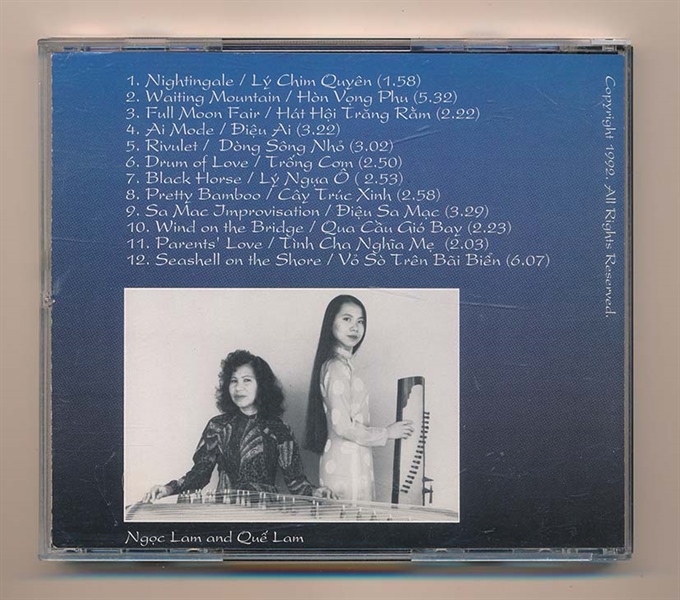 1. Nightingale / Lý Chim Quyên (1.58)
2. Waiting Mountain / Hòn Vọng Phu (5.32)
3. Full Moon Fair / Hát Hội Trăng Rằm (2.22)
4. Ai Mode / Điệu Ai (3.22)
5. Rivulet / Dòng Sông Nhỏ (3.02)
6. Drum of Love / Trống Cơm (2.50)
7. Black Horse / Lý Ngựa Ô ( 2.53)
8. Pretty Bamboo / Cây Trúc Xinh (2.58)
9. Sa Mac Improvisation / Điệu Sa Mạc (3.29)
10. Wind on the Bridge / Qua Cầu Gió Bay (2.23)
11. Parents' Love / Tình Cha Nghĩa Mẹ (2.03)
12. Seashell on the Shore / Vỏ Sò Trên Bãi Biển (6.07)
Copyright 1992. All Rights Reserved.
Ngọc Lam and Quế Lam